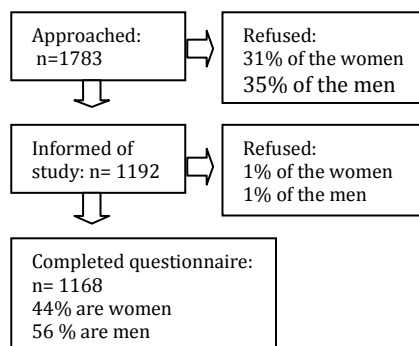 Approached:
n=1783
Refused:
31% of the women
35% of the men
Informed of
study: n= 1192
Refused:
1% of the women
1% of the men
Completed questionnaire:
n= 1168
44% are women
56 % are men